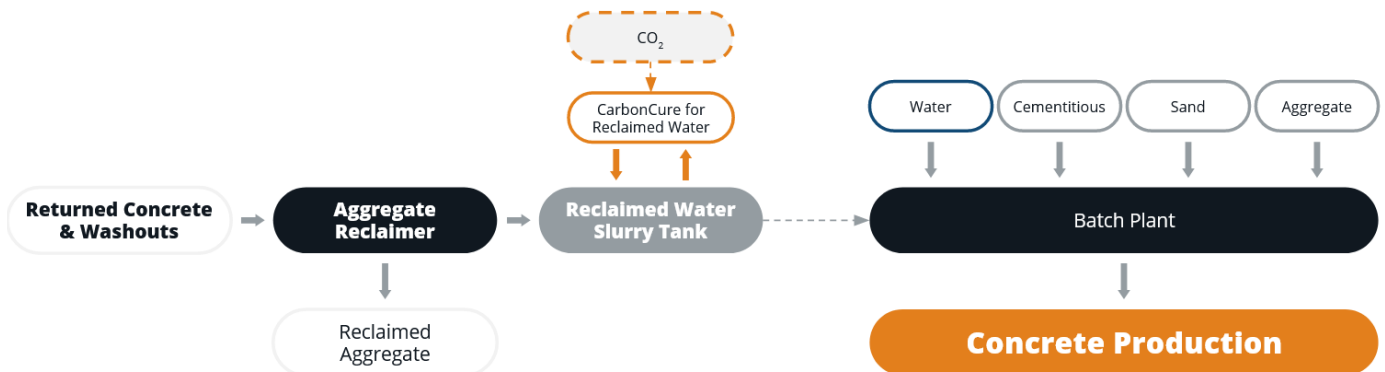 CO₂
CarbonCure for
Reclaimed Water
Water
Cementitious
Sand
Aggregate
Returned Concrete
& Washouts
Aggregate
Reclaimer
Reclaimed Water
Slurry Tank
Batch Plant
Reclaimed
Aggregate
Concrete Production